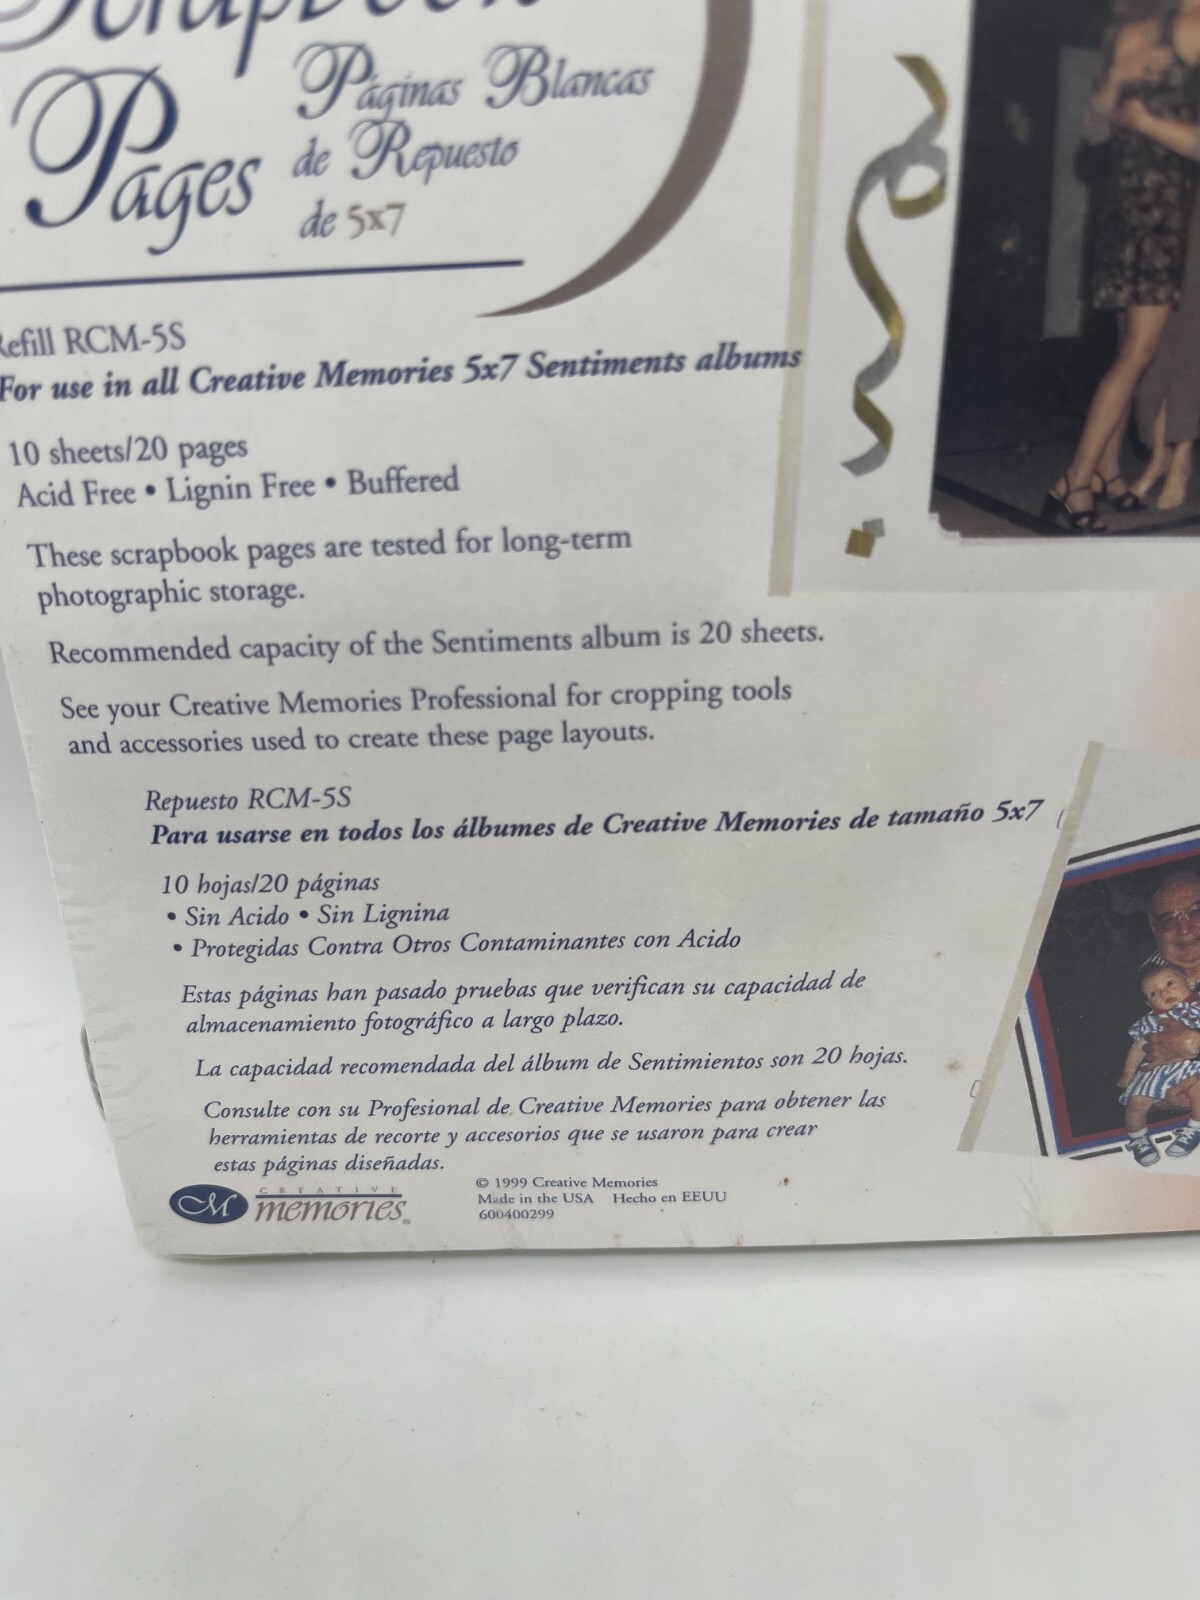 Scrapbook
Pages
Páginas Blancas
de Repuesto
de 5x7
Refill RCM-5S
For use in all Creative Memories 5x7 Sentiments albums
10 sheets/20 pages
Acid Free • Lignin Free • Buffered
These scrapbook pages are tested for long-term
photographic storage.
Recommended capacity of the Sentiments album is 20 sheets.
See your Creative Memories Professional for cropping tools
and accessories used to create these page layouts.
Repuesto RCM-5S
Para usarse en todos los álbumes de Creative Memories de tamaño 5x7
10 hojas/20 páginas
• Sin Acido • Sin Lignina
• Protegidas Contra Otros Contaminantes con Acido
Estas páginas han pasado pruebas que verifican su capacidad de
almacenamiento fotográfico a largo plazo.
La capacidad recomendada del álbum de Sentimientos son 20 hojas.
Consulte con su Profesional de Creative Memories para obtener las
herramientas de recorte y accesorios que se usaron para crear
estas páginas diseñadas.
CM
CREATIVE
memories®
© 1999 Creative Memories
Made in the USA Hecho en EEUU
600400299